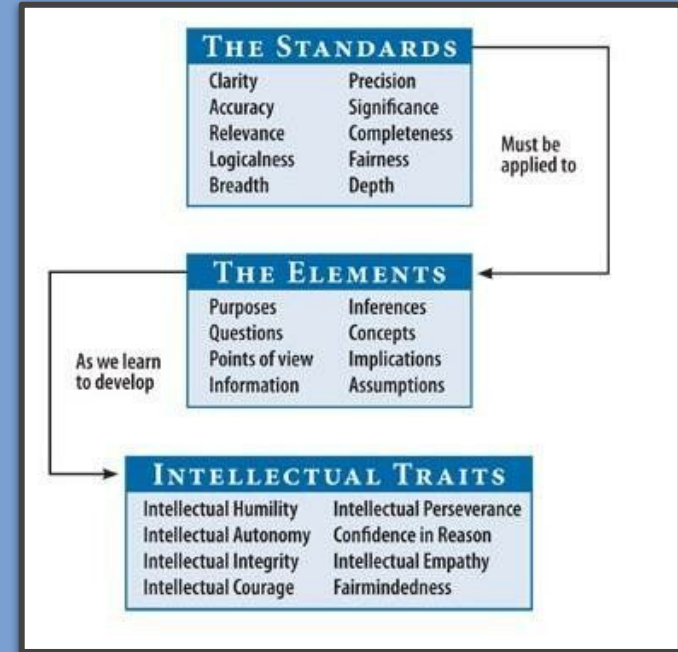 THE STANDARDS
Clarity Precision
Accuracy Significance
Relevance Completeness
Logicalness Fairness
Breadth Depth
Must be
applied to
THE ELEMENTS
Purposes Inferences
Questions Concepts
Points of view Implications
Information Assumptions
As we learn
to develop
INTELLECTUAL TRAITS
Intellectual Humility Intellectual Perseverance
Intellectual Autonomy Confidence in Reason
Intellectual Integrity Intellectual Empathy
Intellectual Courage Fairmindedness